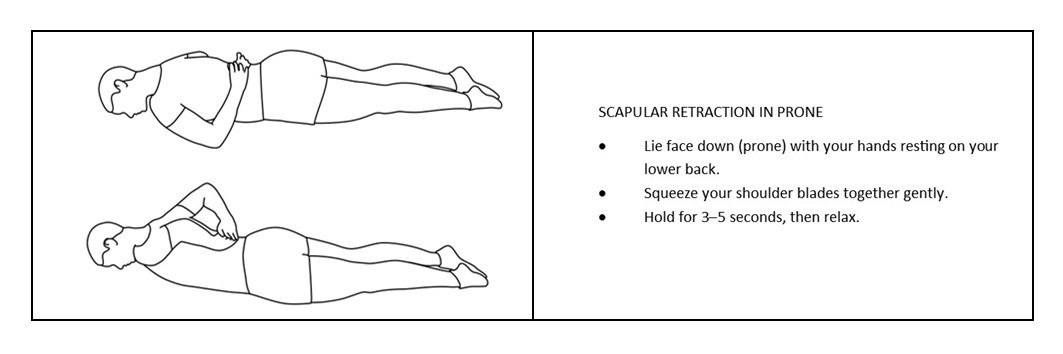 SCAPULAR RETRACTION IN PRONE
• Lie face down (prone) with your hands resting on your
lower back.
• Squeeze your shoulder blades together gently.
• Hold for 3–5 seconds, then relax.